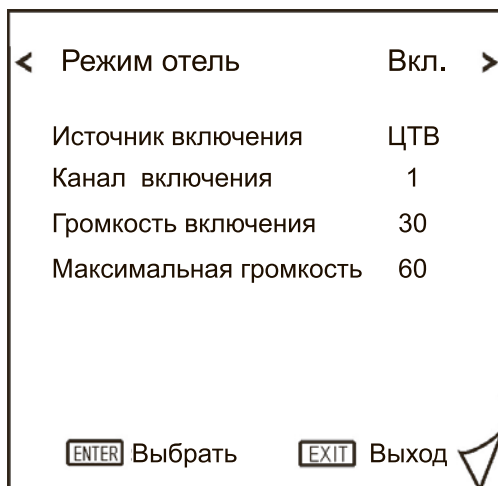 < Режим отель Вкл. >
Источник включения ЦТВ
Канал включения 1
Громкость включения 30
Максимальная громкость 60
ENTER Выбрать EXIT Выход